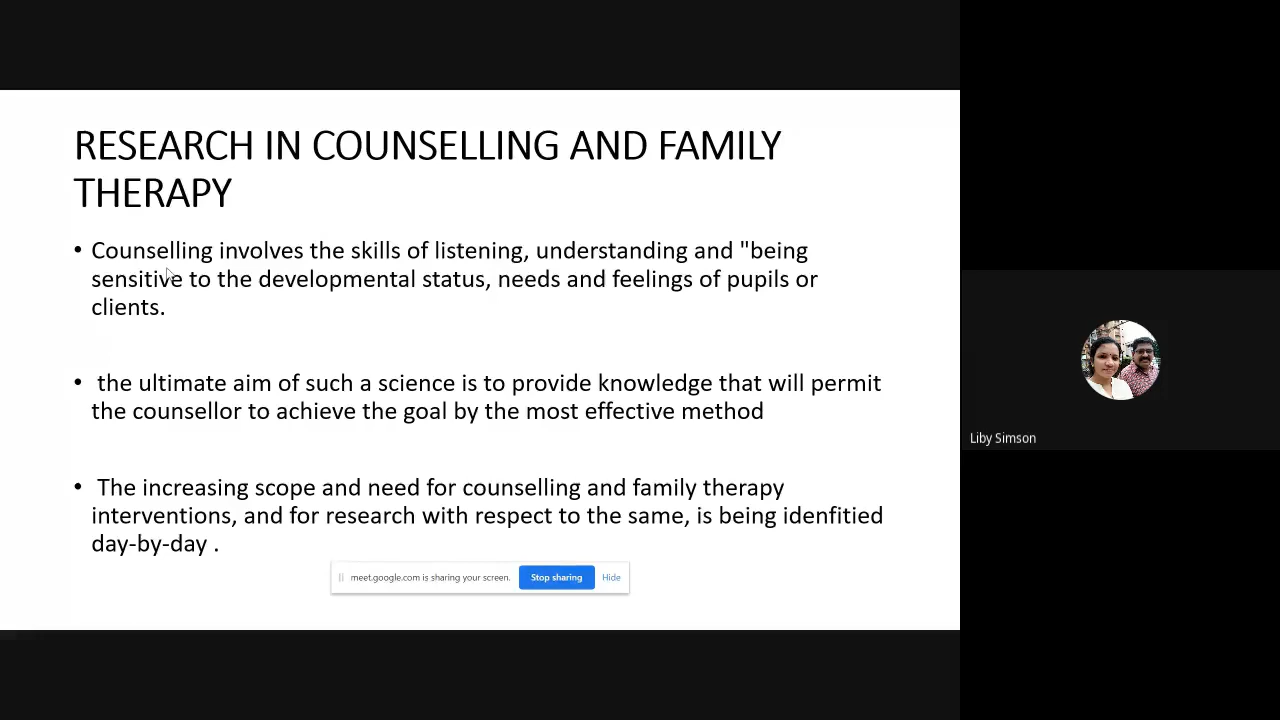 RESEARCH IN COUNSELLING AND FAMILY
THERAPY
• Counselling involves the skills of listening, understanding and "being
sensitive to the developmental status, needs and feelings of pupils or
clients.
• the ultimate aim of such a science is to provide knowledge that will permit
the counsellor to achieve the goal by the most effective method
• The increasing scope and need for counselling and family therapy
interventions, and for research with respect to the same, is being idenfitied
day-by-day .
meet.google.com is sharing your screen. Stop sharing Hide
Liby Simson